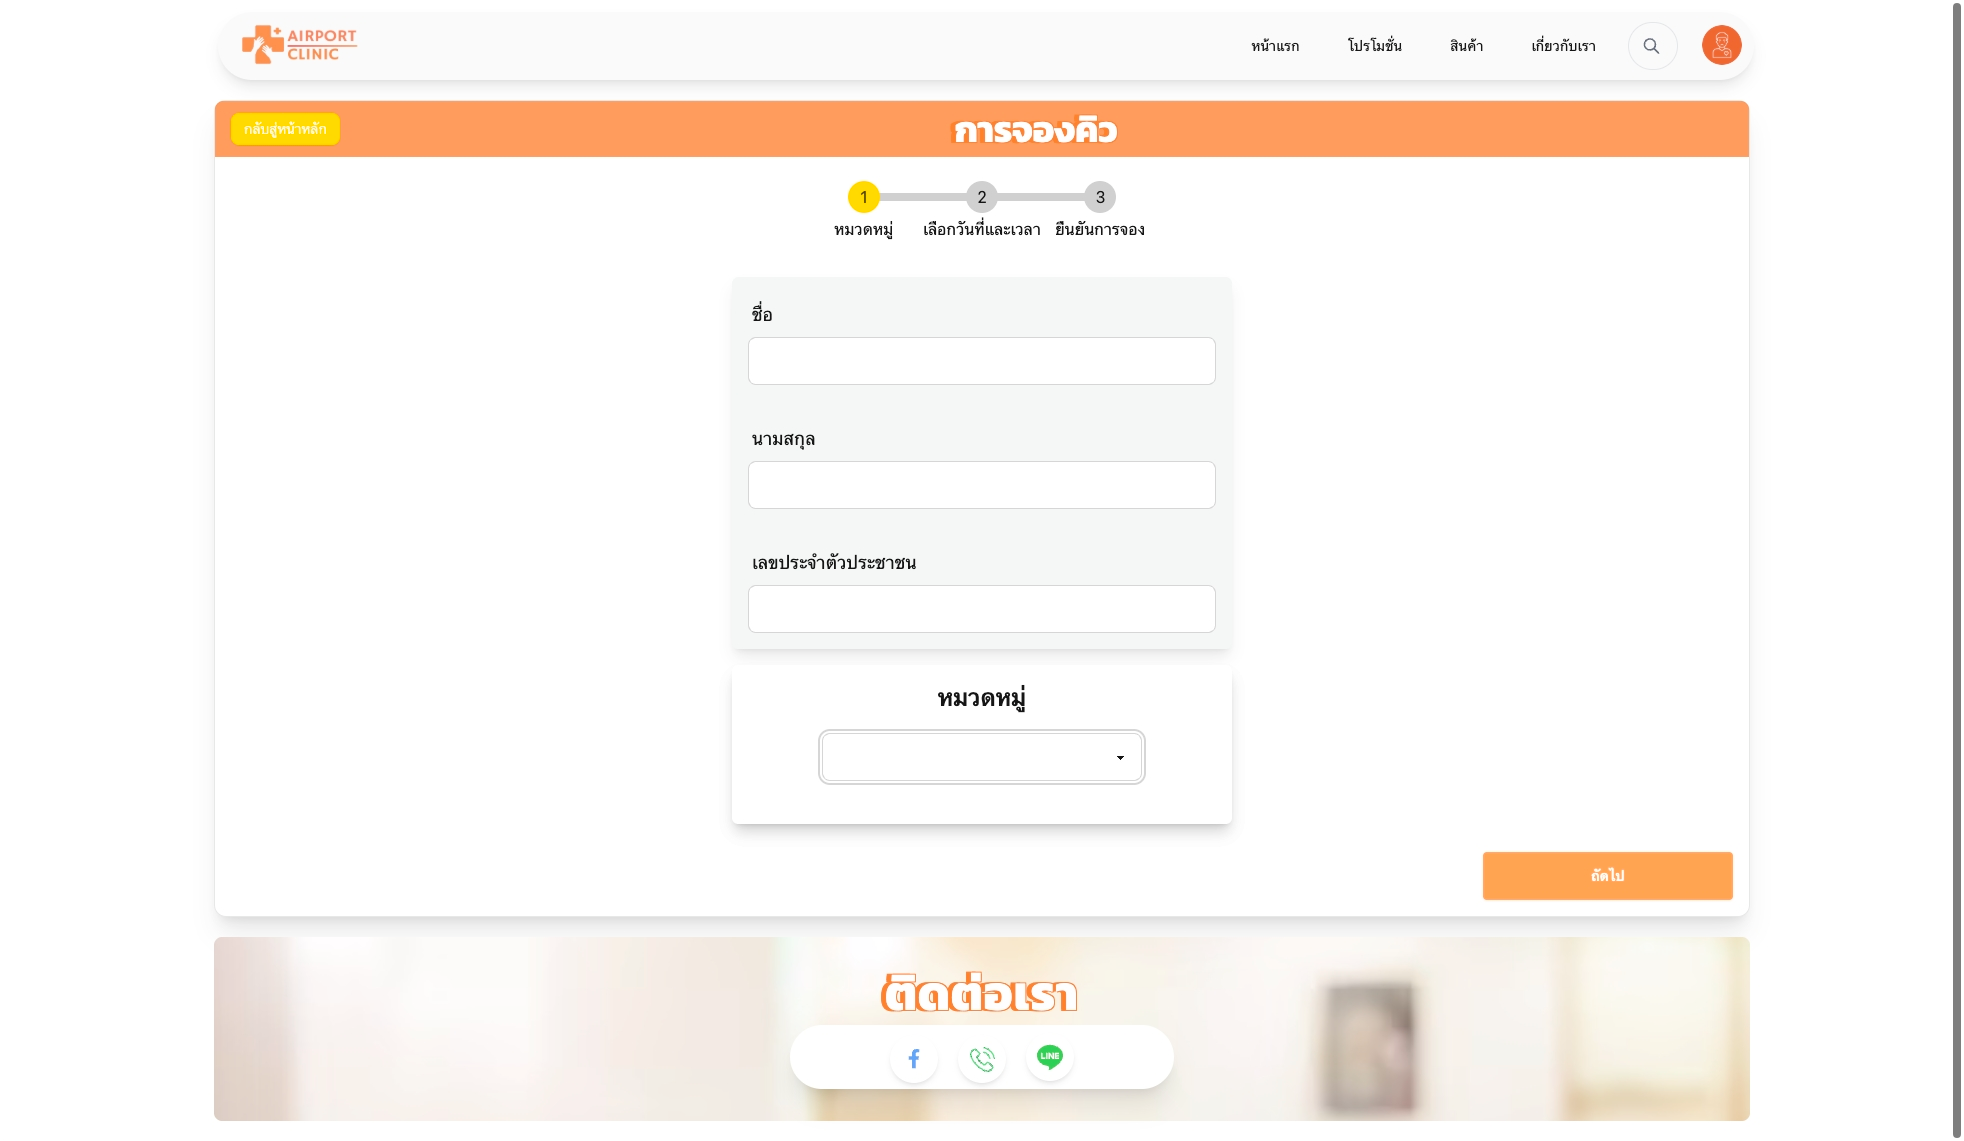 AIRPORT
CLINIC
หน้าแรก
โปรโมชั่น
สินค้า
เกี่ยวกับเรา
กลับสู่หน้าหลัก
การจองคิว
1
2
3
หมวดหมู่
เลือกวันที่และเวลา
ยืนยันการจอง
ชื่อ
นามสกุล
เลขประจำตัวประชาชน
หมวดหมู่
ถัดไป
ติดต่อเรา
LINE